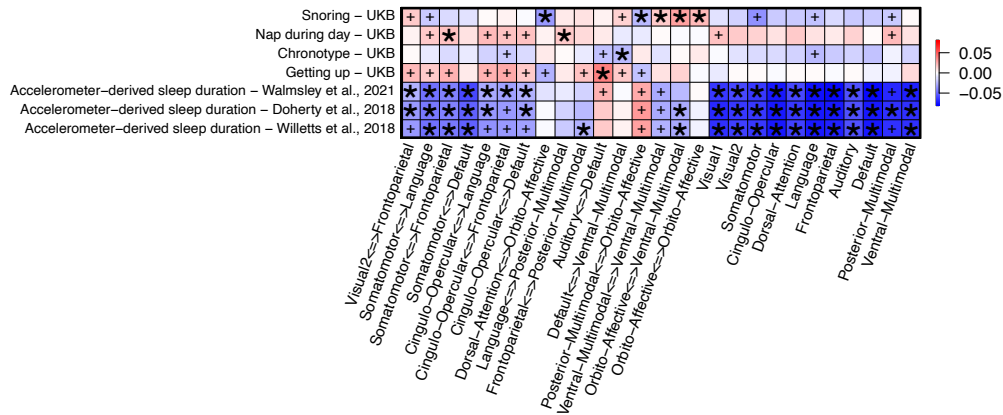 Snoring − UKB
Nap during day − UKB
Chronotype − UKB
Getting up − UKB
Accelerometer−derived sleep duration − Walmsley et al., 2021
Accelerometer−derived sleep duration − Doherty et al., 2018
Accelerometer−derived sleep duration − Willetts et al., 2018
0.05
0.00
−0.05
Visual2<=>Frontoparietal
Somatomotor<=>Language
Somatomotor<=>Frontoparietal
Somatomotor<=>Default
Cingulo−Opercular<=>Language
Cingulo−Opercular<=>Frontoparietal
Cingulo−Opercular<=>Default
Dorsal−Attention<=>Orbito−Affective
Language<=>Posterior−Multimodal
Frontoparietal<=>Posterior−Multimodal
Auditory<=>Default
Default<=>Ventral−Multimodal
Posterior−Multimodal<=>Orbito−Affective
Ventral−Multimodal<=>Ventral−Multimodal
Orbito−Affective<=>Ventral−Multimodal
Orbito−Affective<=>Orbito−Affective
Visual1
Visual2
Somatomotor
Cingulo−Opercular
Dorsal−Attention
Language
Frontoparietal
Auditory
Default
Posterior−Multimodal
Ventral−Multimodal